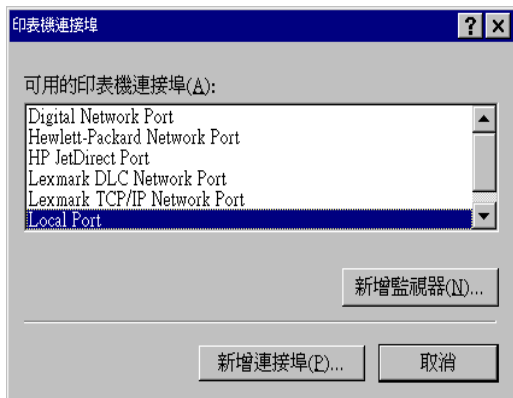 印表機連接埠
可用的印表機連接埠(A):
Digital Network Port
Hewlett-Packard Network Port
HP JetDirect Port
Lexmark DLC Network Port
Lexmark TCP/IP Network Port
Local Port
新增監視器(N)...
新增連接埠(P)...
取消